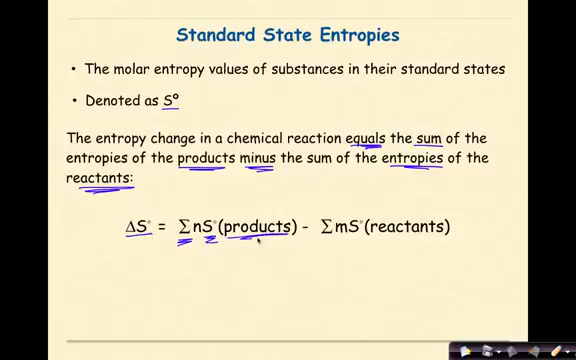 Standard State Entropies
• The molar entropy values of substances in their standard states
• Denoted as S°
The entropy change in a chemical reaction equals the sum of the
entropies of the products minus the sum of the entropies of the
reactants:
ΔS° = ΣnS°(products) - ΣmS°(reactants)